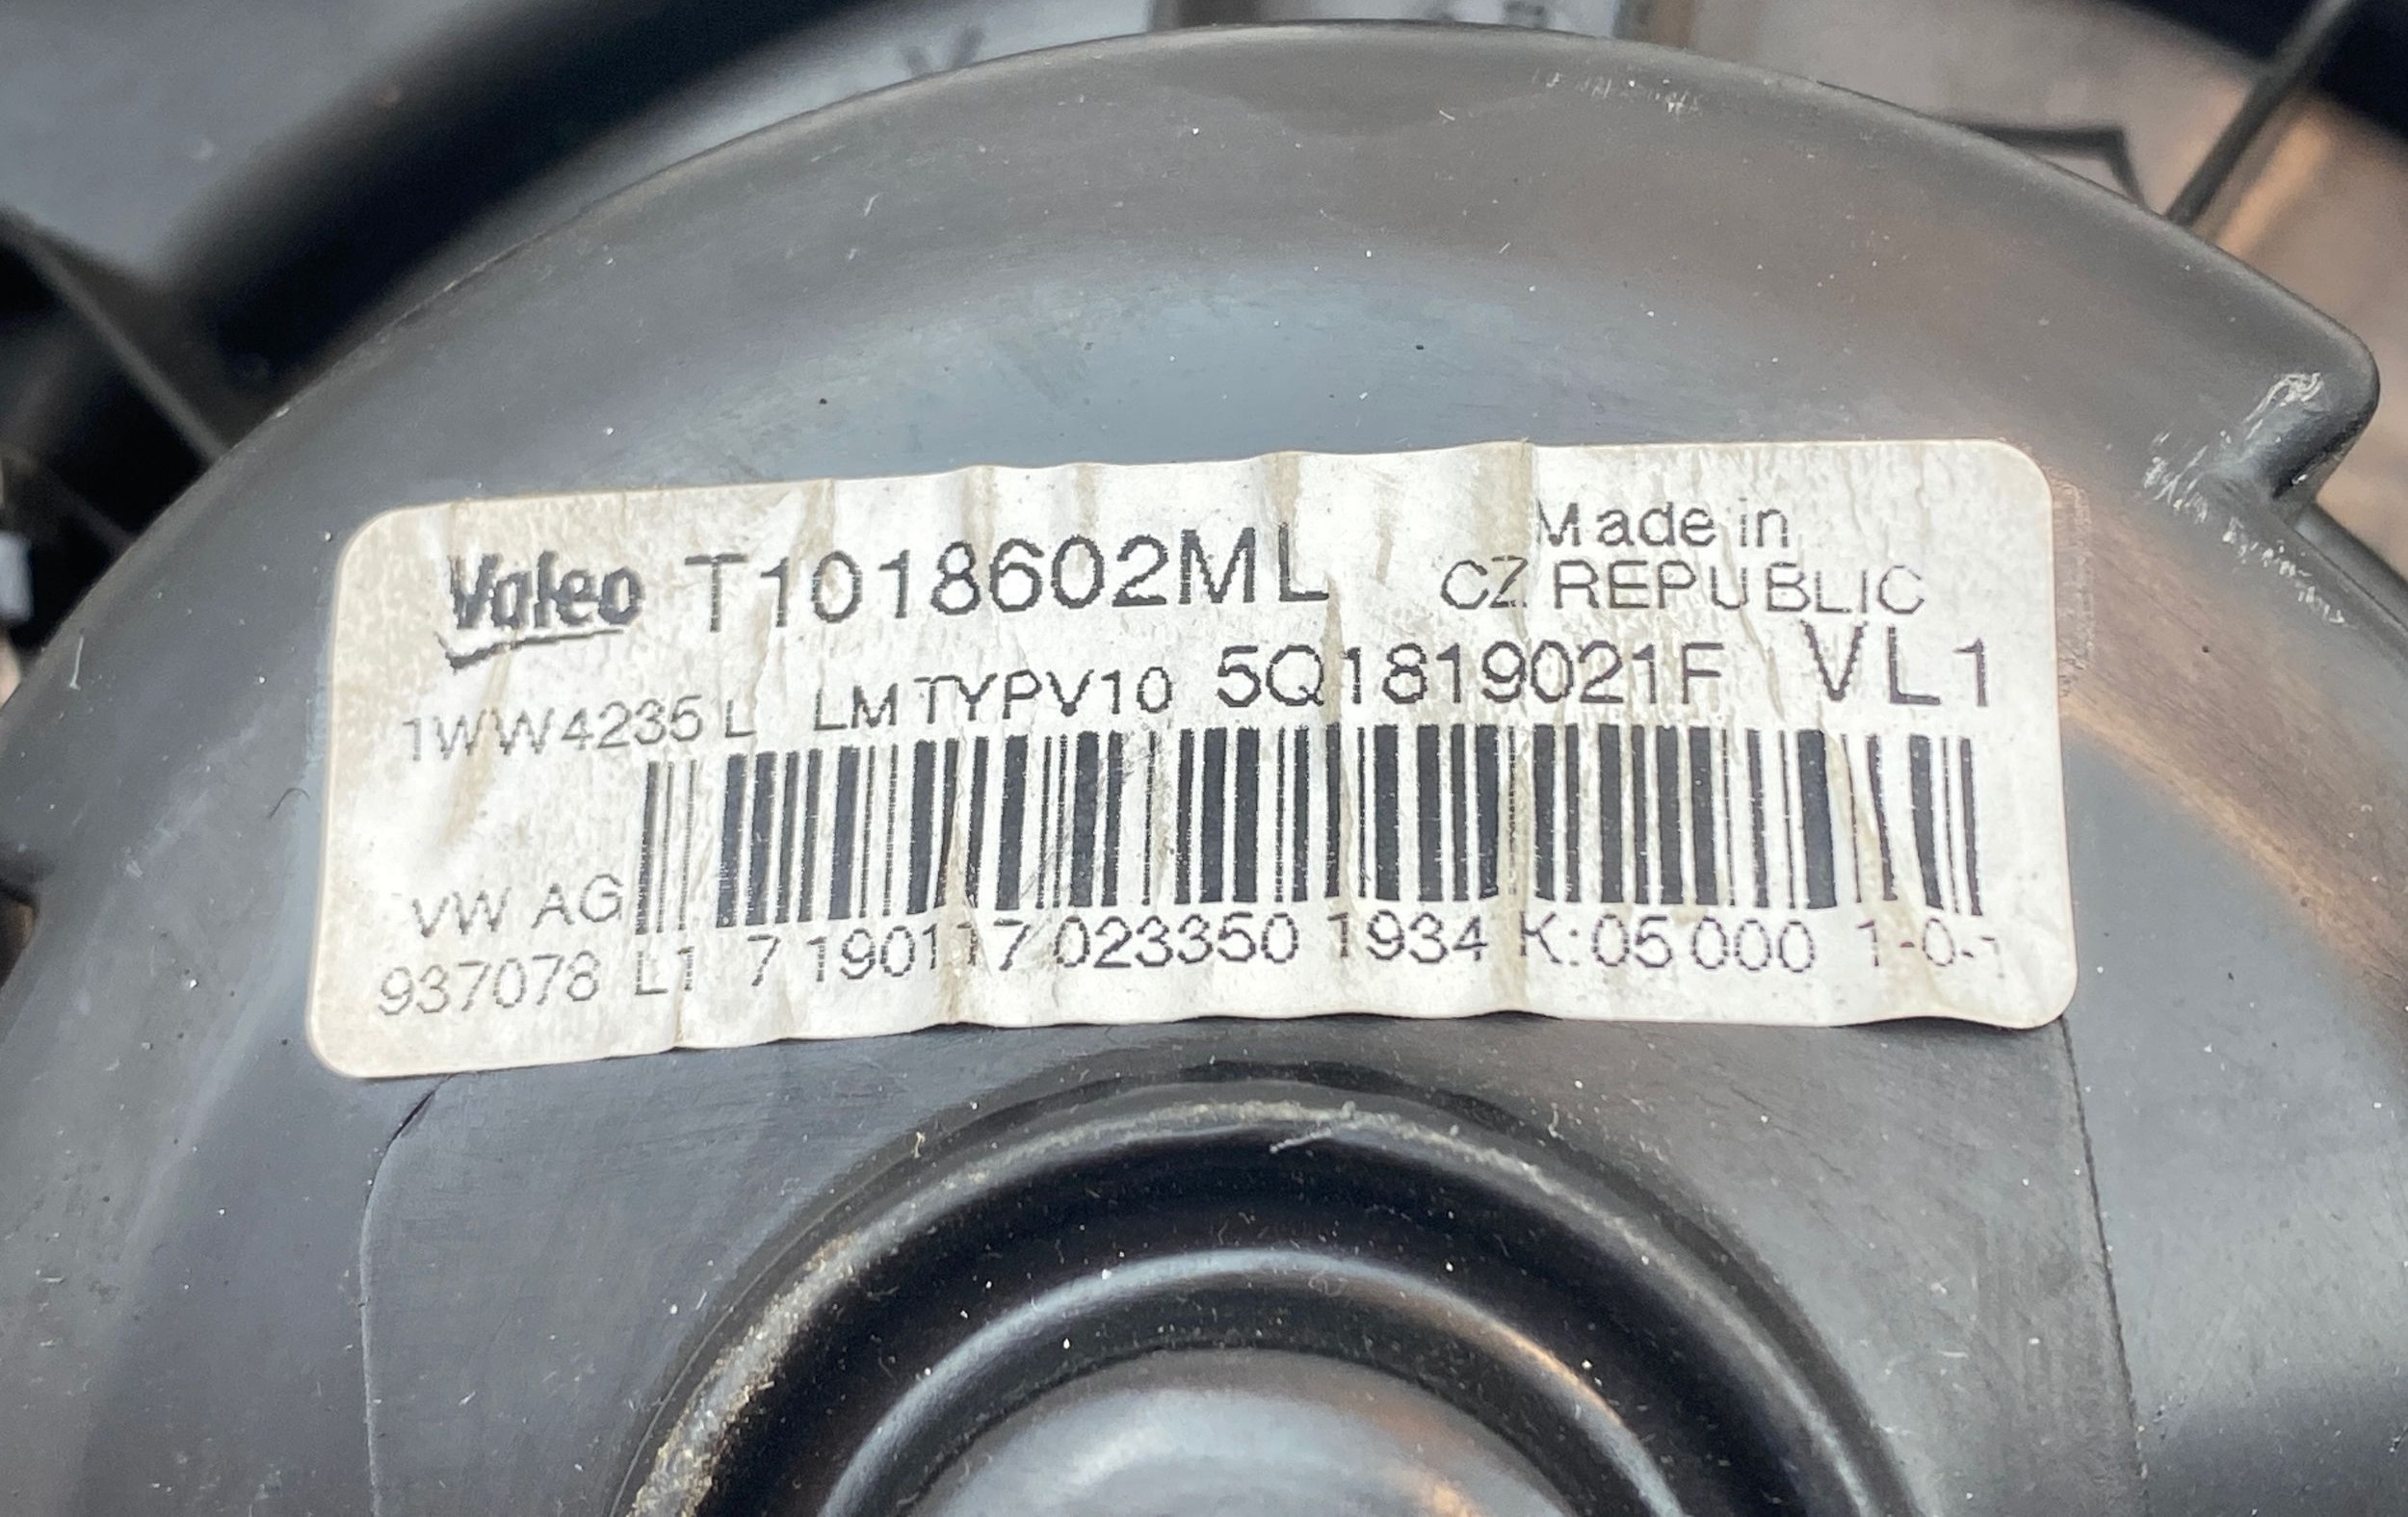 Valeo T1018602ML Made in
CZ REPUBLIC
1WW4235 L LM TYPV10 5Q1819021F VL1
VW AG
937078 L1 7 190117 023350 1934 K:05 000 1-0-1